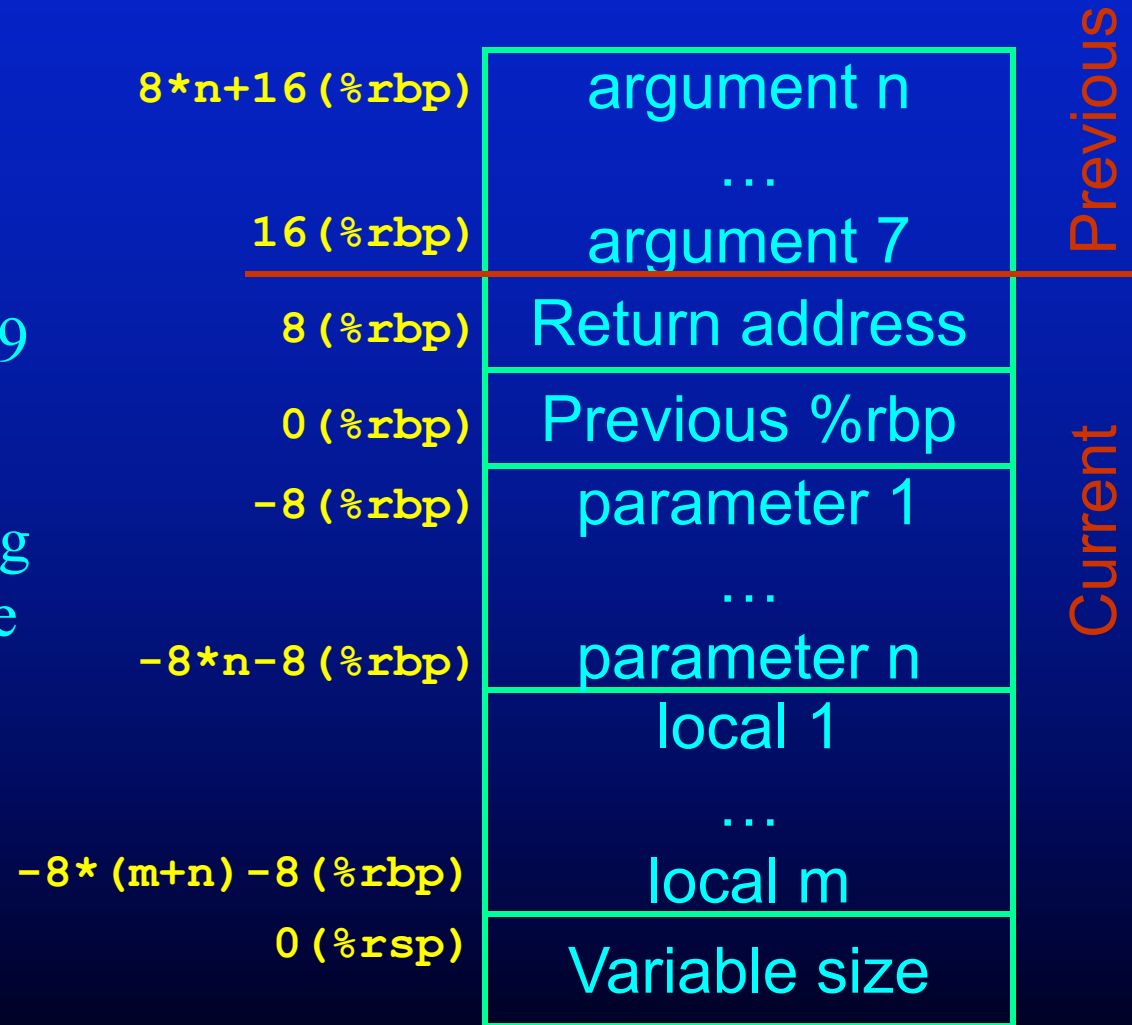 Previous
8*n+16(%rbp) argument n
…
16(%rbp) argument 7
9
8(%rbp) Return address
0(%rbp) Previous %rbp
Current
-8(%rbp) parameter 1
g
…
e
-8*n-8(%rbp) parameter n
local 1
…
-8*(m+n)-8(%rbp) local m
0(%rsp) Variable size